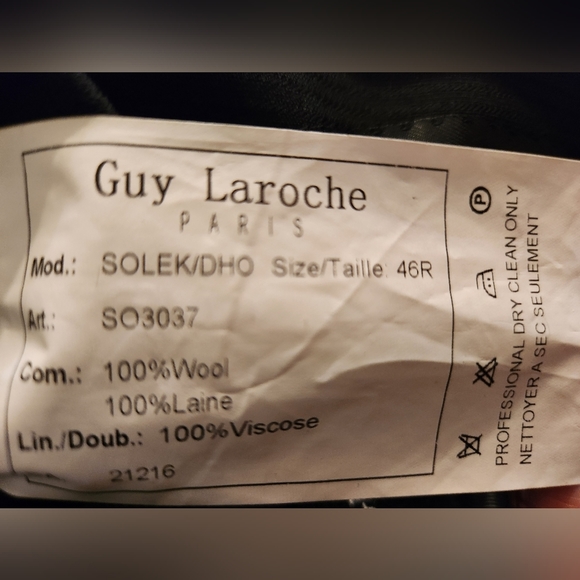 Guy Laroche
PARIS
Mod.: SOLEK/DHO Size/Taille: 46R
Art.: SO3037
Com.: 100%Wool
100%Laine
Lin./Doub.: 100%Viscose
21216
P
PROFESSIONAL DRY CLEAN ONLY
NETTOYER A SEC SEULEMENT